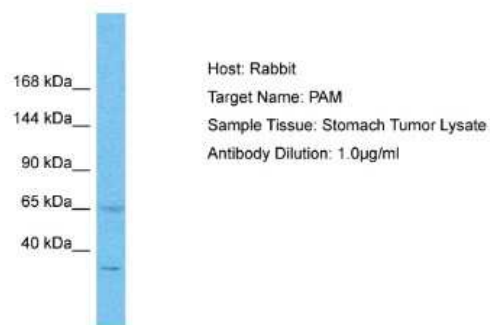 168 kDa__
144 kDa__
90 kDa__
65 kDa__
40 kDa__
Host: Rabbit
Target Name: PAM
Sample Tissue: Stomach Tumor Lysate
Antibody Dilution: 1.0µg/ml